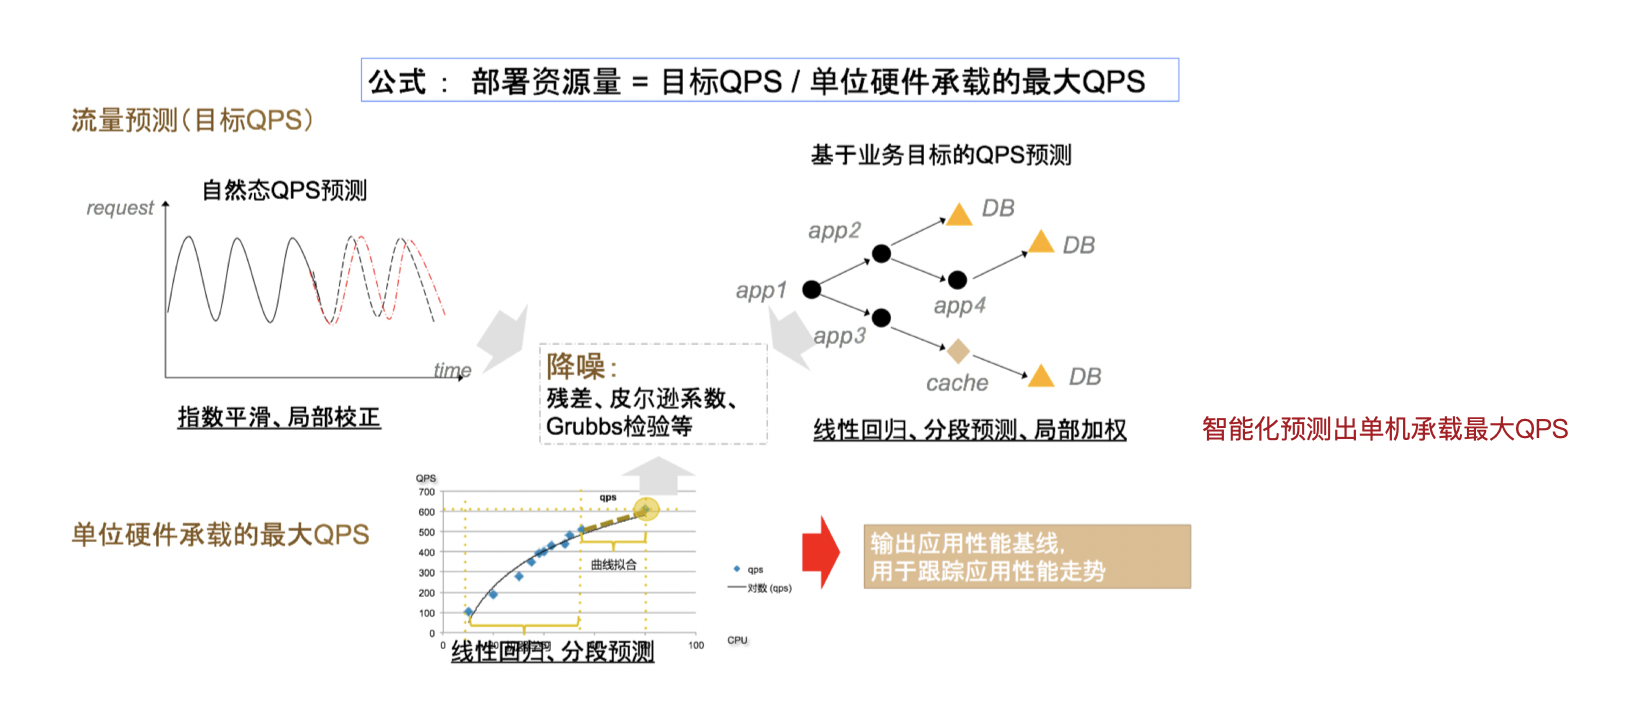 公式 ： 部署资源量 = 目标QPS / 单位硬件承载的最大QPS
流量预测（目标QPS）
基于业务目标的QPS预测
自然态QPS预测
request
time
指数平滑、局部校正
app1
app2
app3
app4
DB
DB
cache
DB
线性回归、分段预测、局部加权
降噪：
残差、皮尔逊系数、
Grubbs检验等
智能化预测出单机承载最大QPS
单位硬件承载的最大QPS
QPS
700
600
500
400
300
200
100
0
qps
曲线拟合
qps
对数 (qps)
0
100
CPU
线性回归、分段预测
输出应用性能基线,
用于跟踪应用性能走势